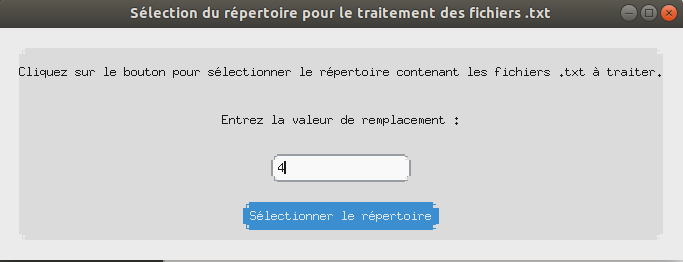 Sélection du répertoire pour le traitement des fichiers .txt
Cliquez sur le bouton pour sélectionner le répertoire contenant les fichiers .txt à traiter.
Entrez la valeur de remplacement :
4
Sélectionner le répertoire